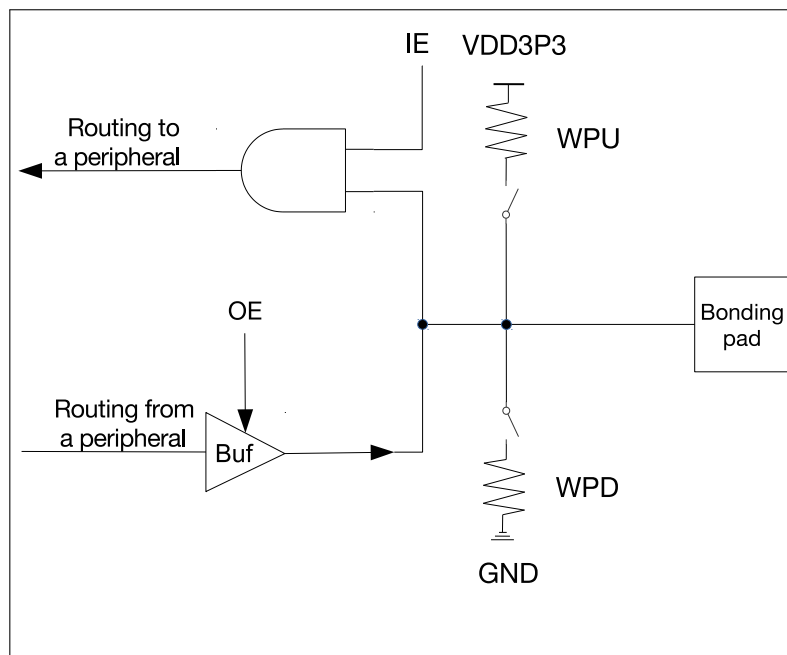 IE
VDD3P3
Routing to
a peripheral
WPU
OE
Bonding
pad
Routing from
a peripheral
Buf
WPD
GND